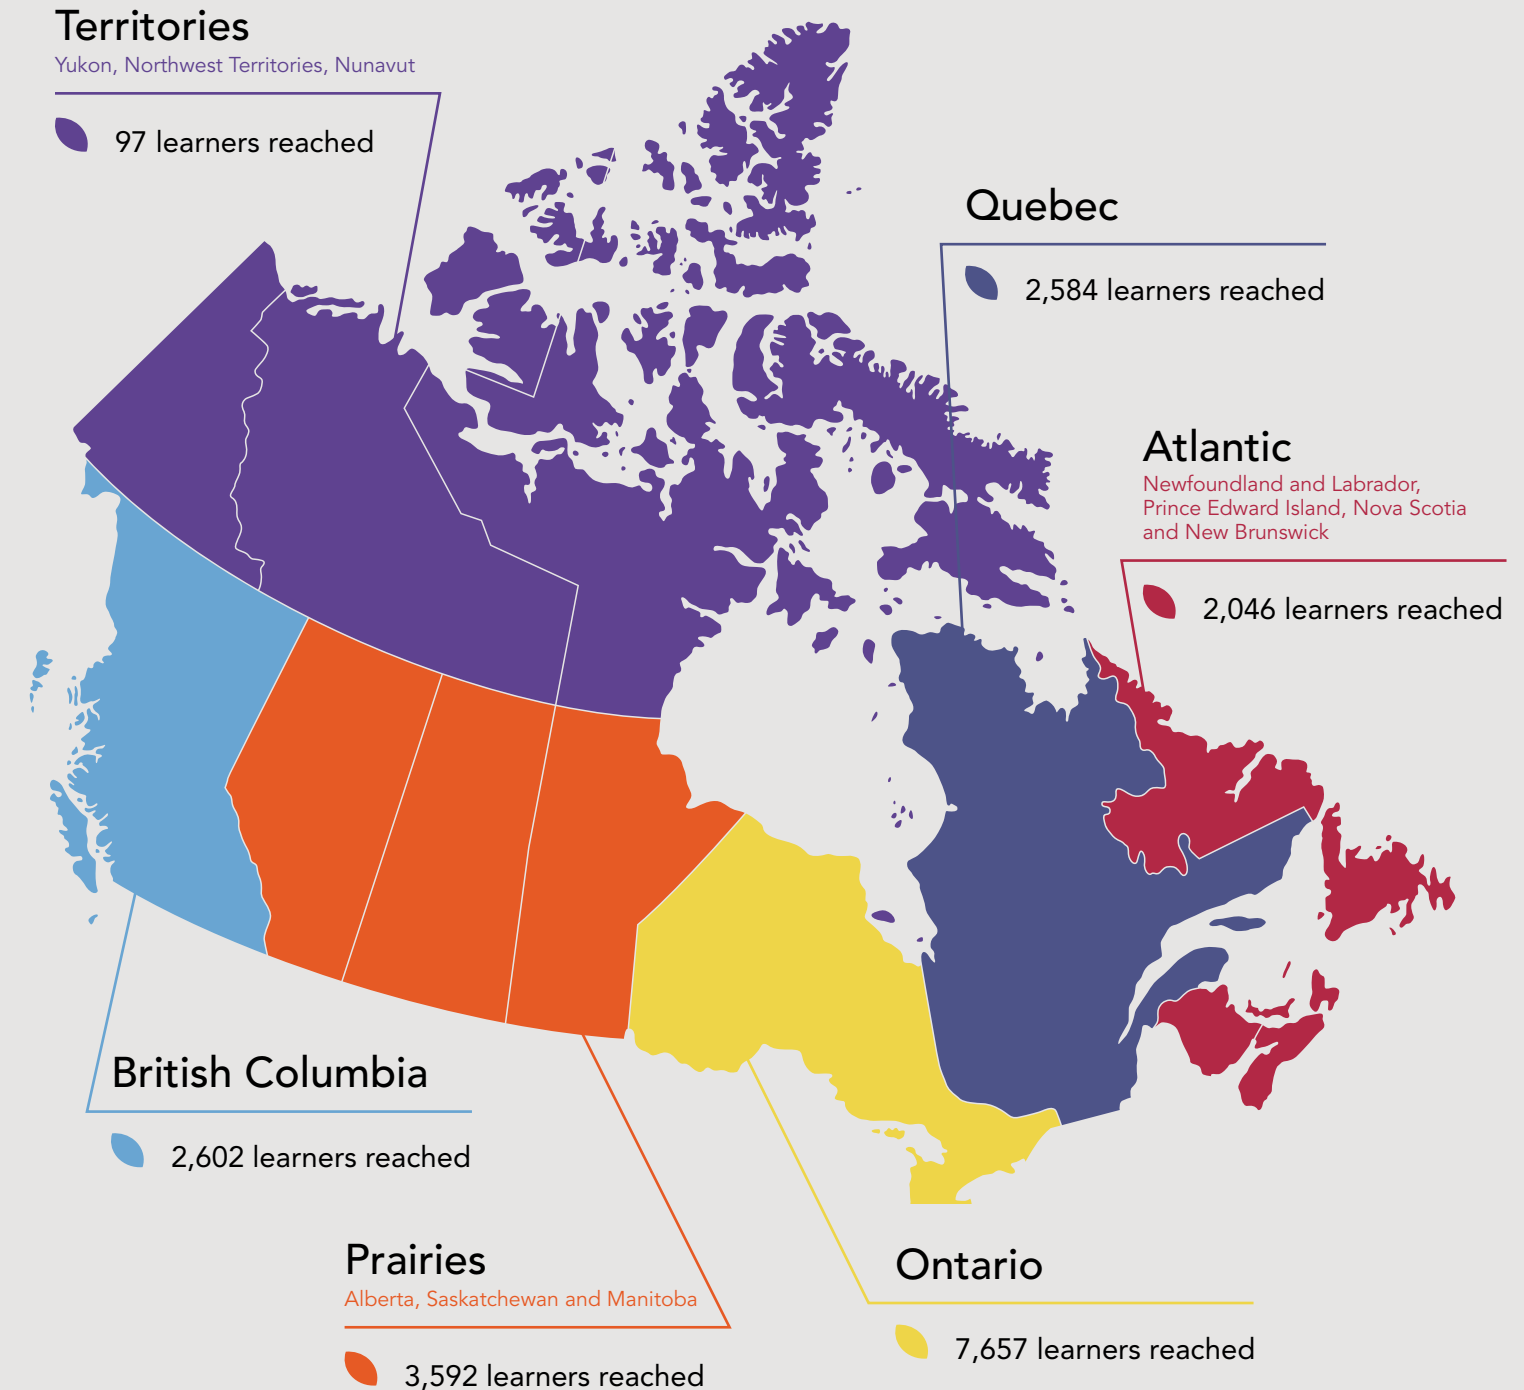 Territories
Yukon, Northwest Territories, Nunavut
97 learners reached
Quebec
2,584 learners reached
Atlantic
Newfoundland and Labrador,
Prince Edward Island, Nova Scotia
and New Brunswick
2,046 learners reached
British Columbia
2,602 learners reached
Prairies
Alberta, Saskatchewan and Manitoba
3,592 learners reached
Ontario
7,657 learners reached